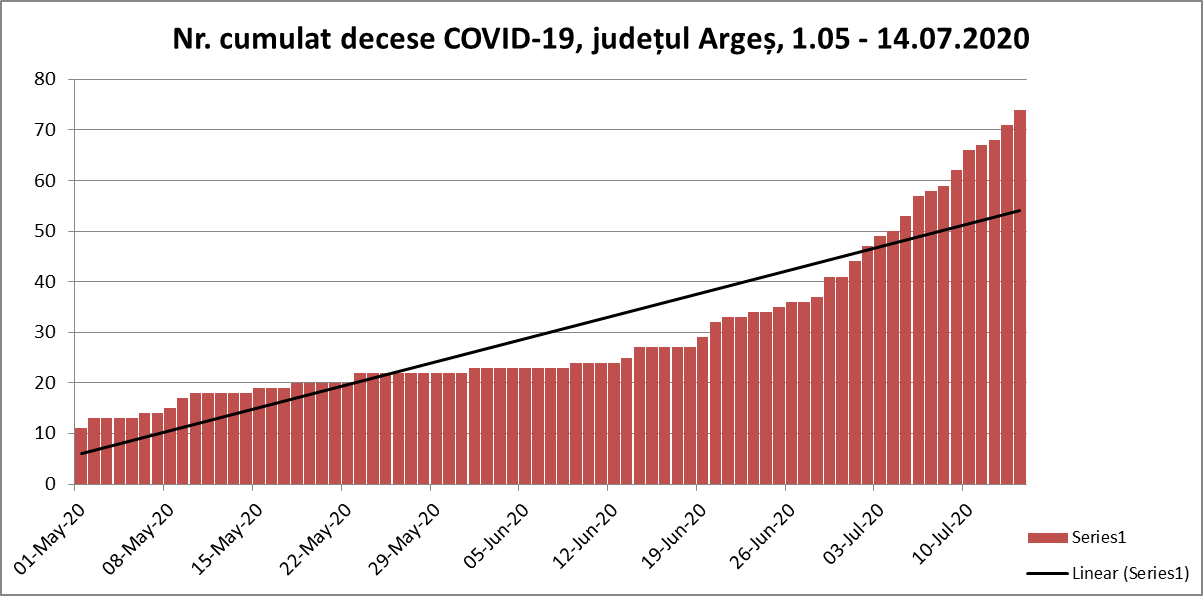 Nr. cumulat decese COVID-19, județul Argeș, 1.05 - 14.07.2020
80
70
60
50
40
30
20
10
0
01-May-20
08-May-20
15-May-20
22-May-20
29-May-20
05-Jun-20
12-Jun-20
19-Jun-20
26-Jun-20
03-Jul-20
10-Jul-20
Series1
Linear (Series1)